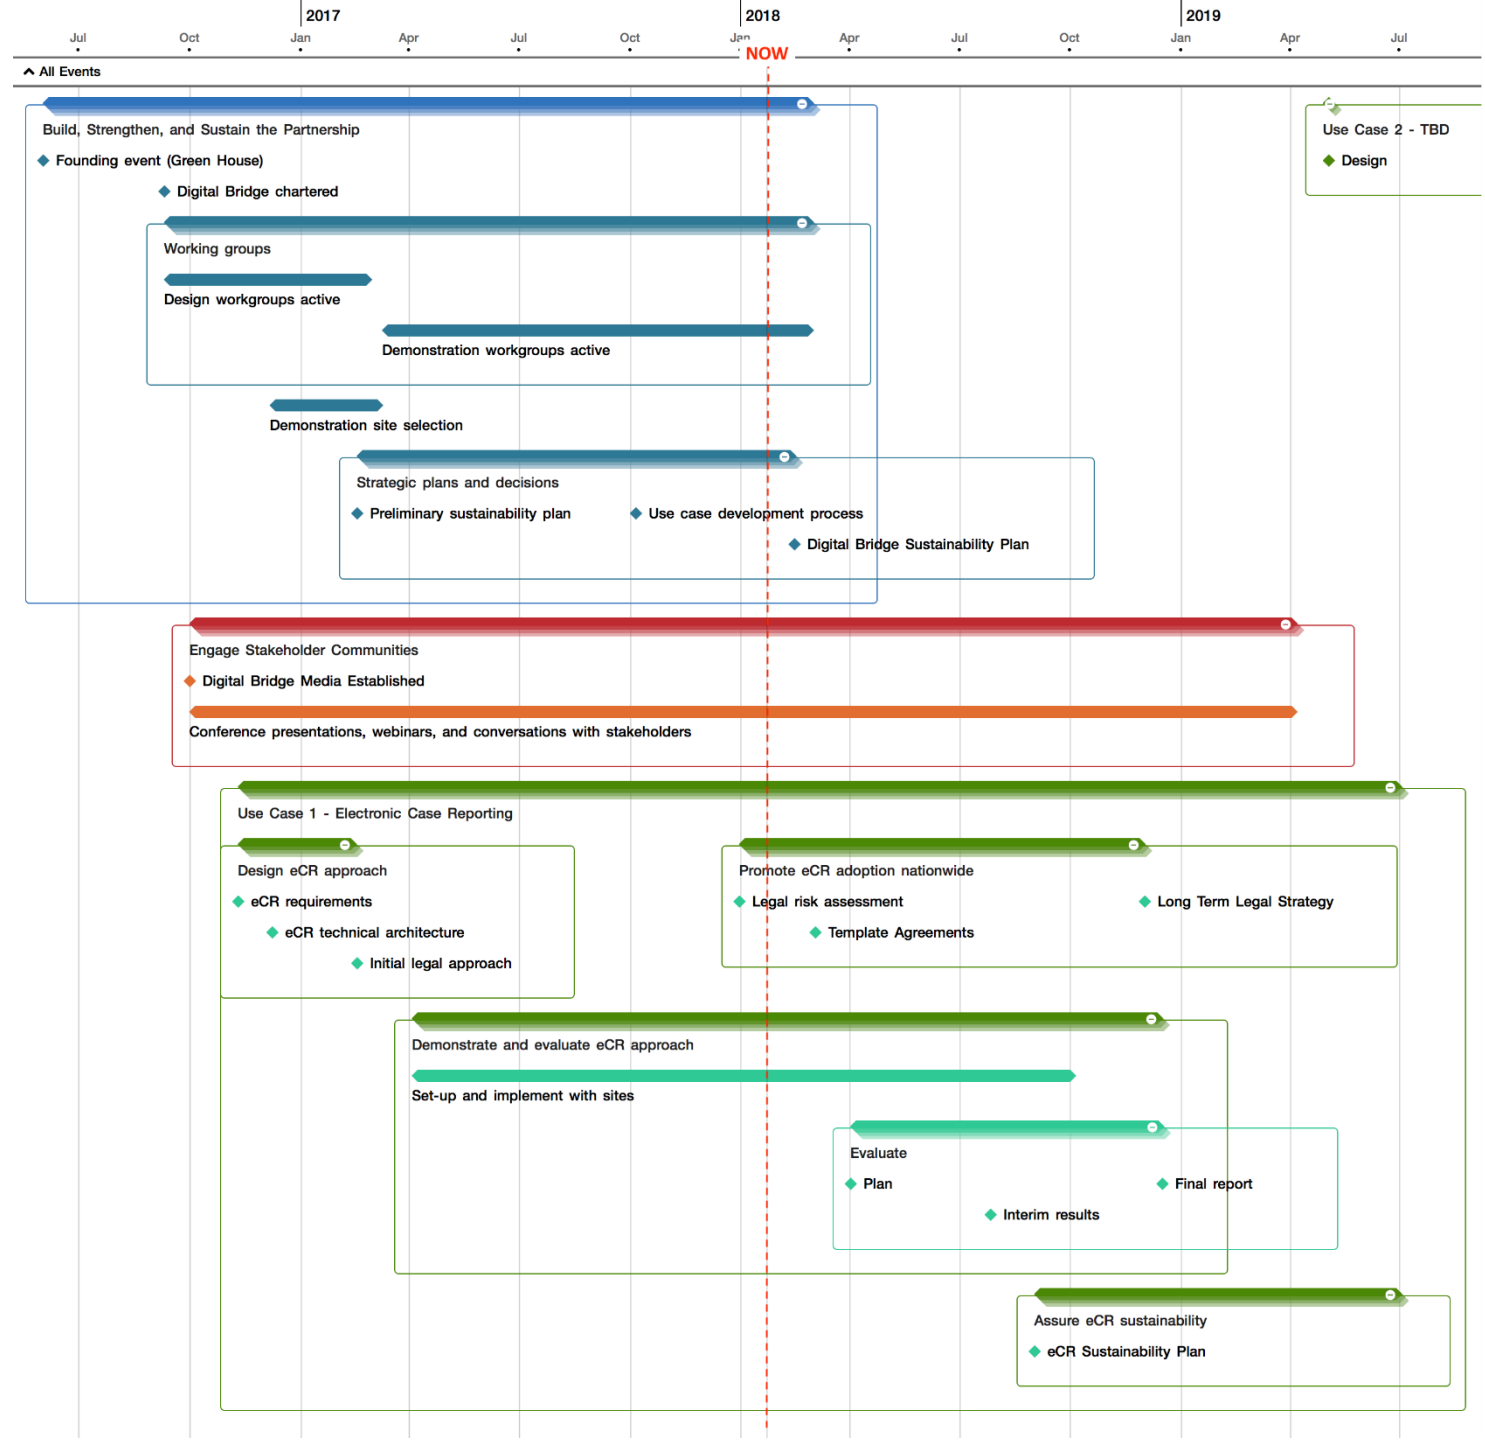 2017
2018
2019
Jul
Oct
Jan
Apr
Jul
Oct
Jan
Apr
Jul
Oct
Jan
Apr
Jul
NOW
All Events
Build, Strengthen, and Sustain the Partnership
Use Case 2 - TBD
Founding event (Green House)
Design
Digital Bridge chartered
Working groups
Design workgroups active
Demonstration workgroups active
Demonstration site selection
Strategic plans and decisions
Preliminary sustainability plan
Use case development process
Digital Bridge Sustainability Plan
Engage Stakeholder Communities
Digital Bridge Media Established
Conference presentations, webinars, and conversations with stakeholders
Use Case 1 - Electronic Case Reporting
Design eCR approach
Promote eCR adoption nationwide
eCR requirements
Legal risk assessment
Long Term Legal Strategy
eCR technical architecture
Template Agreements
Initial legal approach
Demonstrate and evaluate eCR approach
Set-up and implement with sites
Evaluate
Plan
Final report
Interim results
Assure eCR sustainability
eCR Sustainability Plan